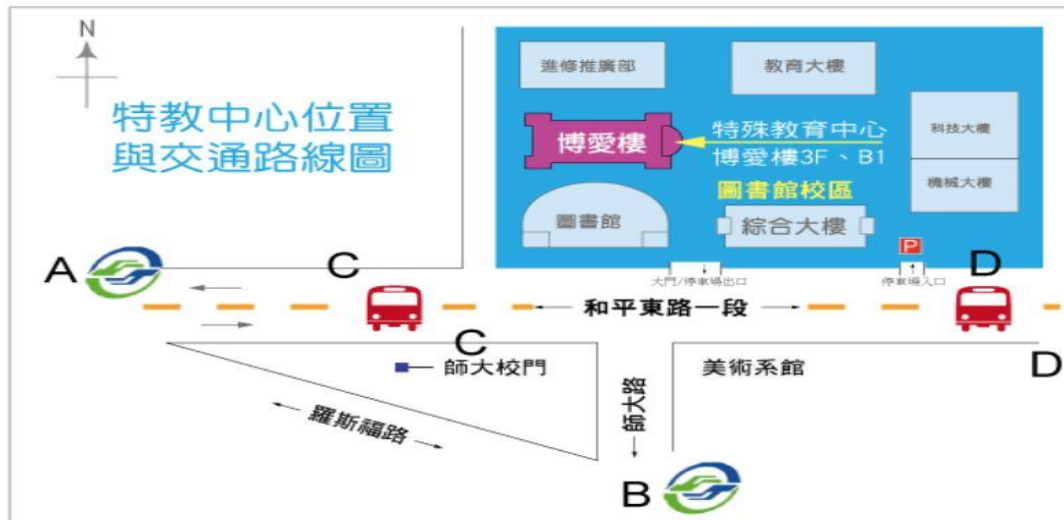 N
特教中心位置
與交通路線圖
進修推廣部
教育大樓
博愛樓
特殊教育中心
博愛樓3F、B1
科技大樓
機械大樓
圖書館校區
圖書館
綜合大樓
P
A
C
D
大門/停車場出口
停車場入口
和平東路一段
C
師大校門
美術系館
D
羅斯福路
師大路
B